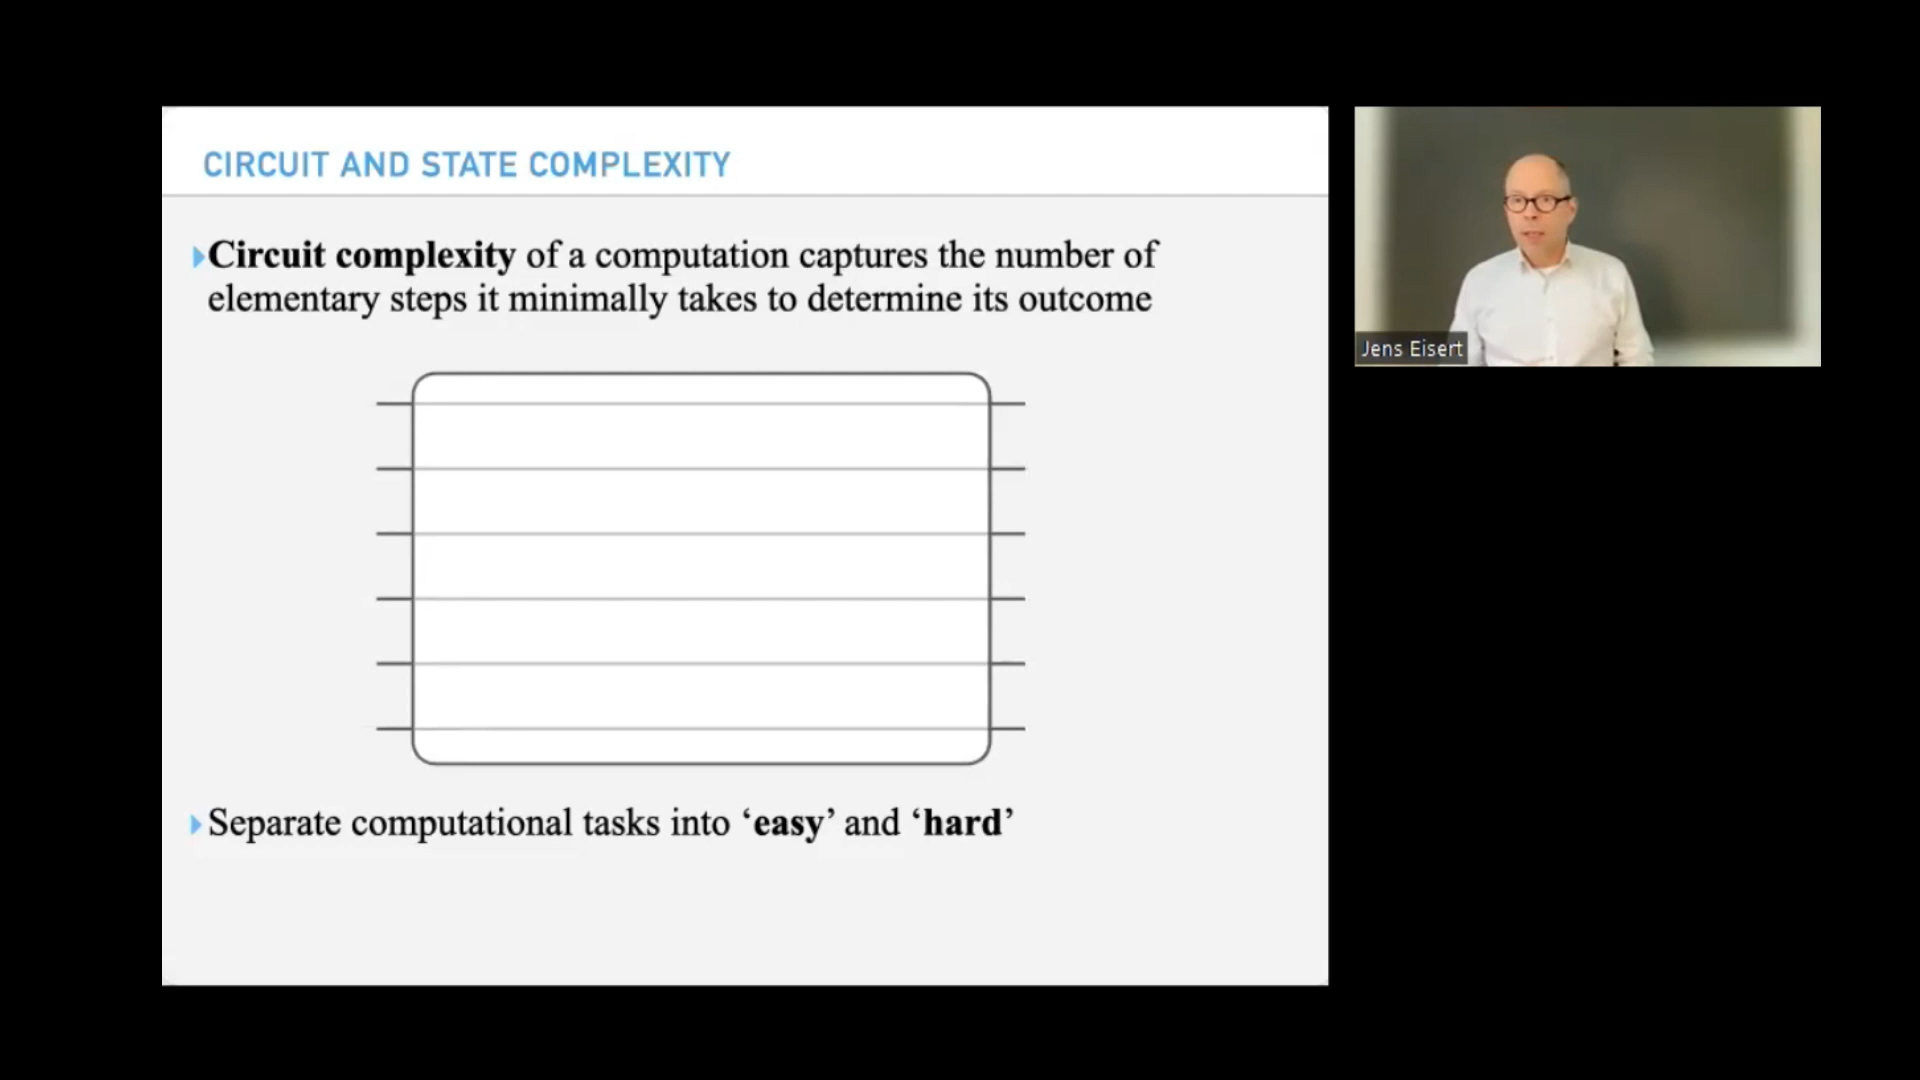 CIRCUIT AND STATE COMPLEXITY
Circuit complexity of a computation captures the number of
elementary steps it minimally takes to determine its outcome
Separate computational tasks into ‘easy’ and ‘hard’
Jens Eisert